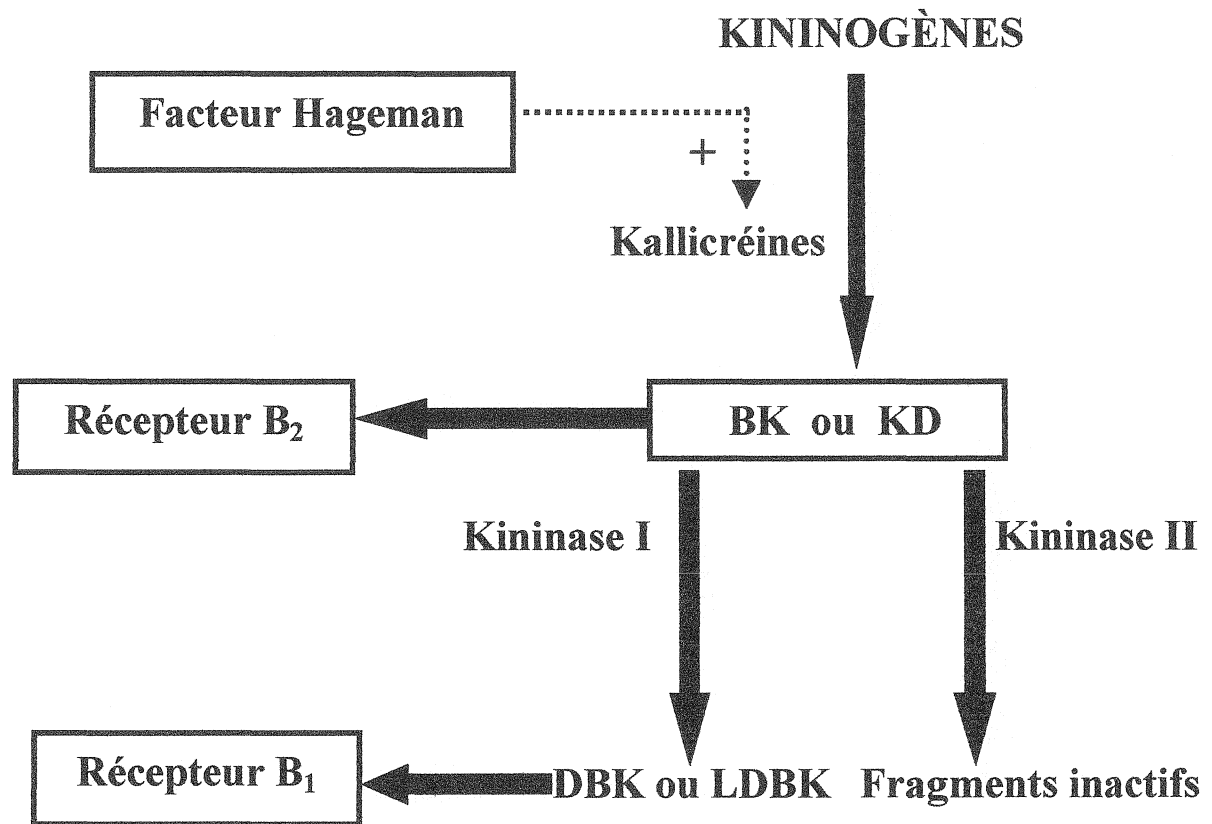 KININOGÈNES
Facteur Hageman
+
Kallicréines
Récepteur B₂
BK ou KD
Kininase I
Kininase II
Récepteur B₁
DBK ou LDBK
Fragments inactifs